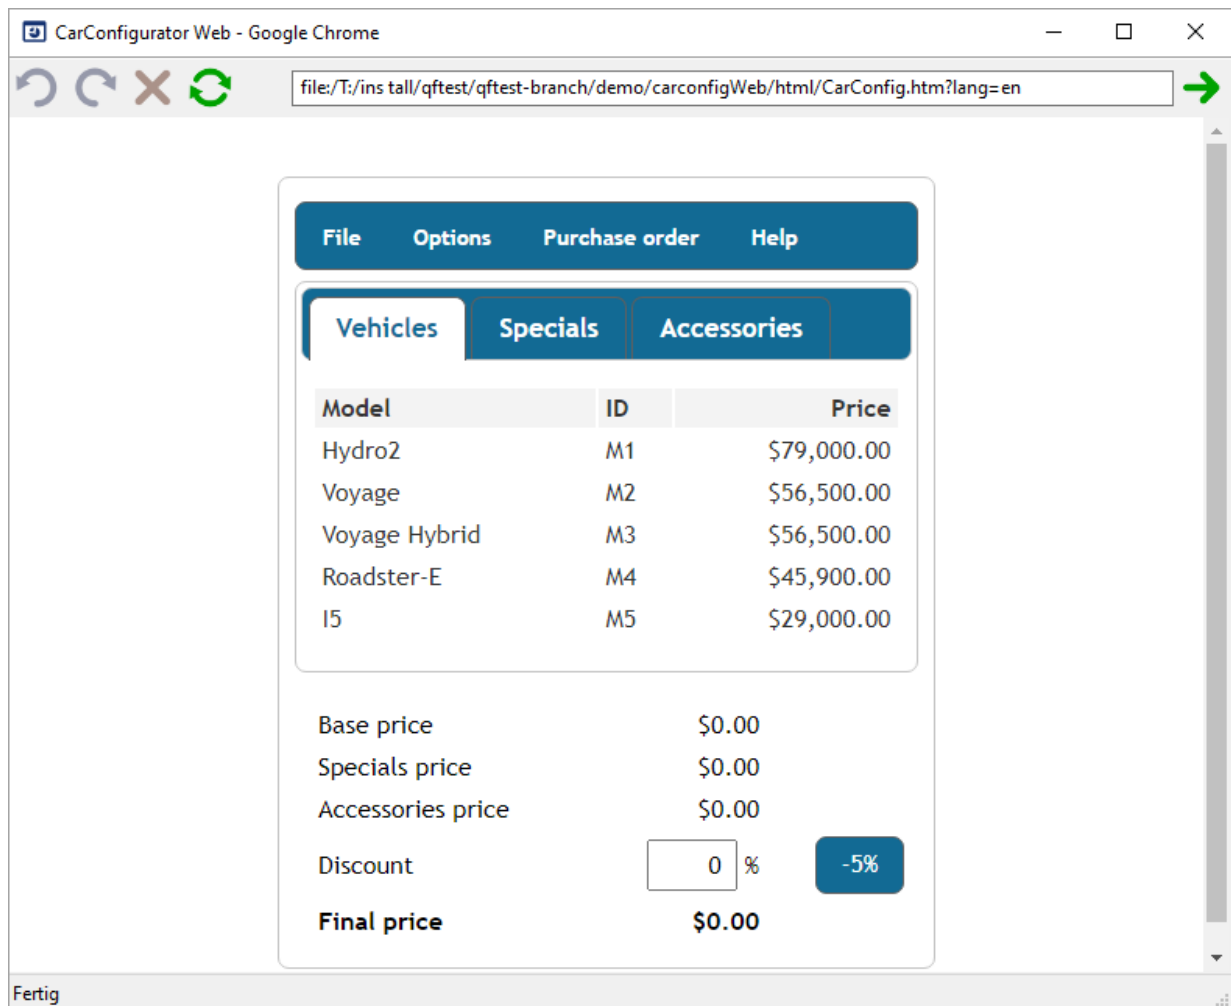 CarConfigurator Web - Google Chrome
file:/T:/ins tall/qftest/qftest-branch/demo/carconfigWeb/html/CarConfig.htm?lang=en
File Options Purchase order Help
Vehicles Specials Accessories
Model ID Price
Hydro2 M1 $79,000.00
Voyage M2 $56,500.00
Voyage Hybrid M3 $56,500.00
Roadster-E M4 $45,900.00
I5 M5 $29,000.00
Base price $0.00
Specials price $0.00
Accessories price $0.00
Discount 0 % -5%
Final price $0.00
Fertig